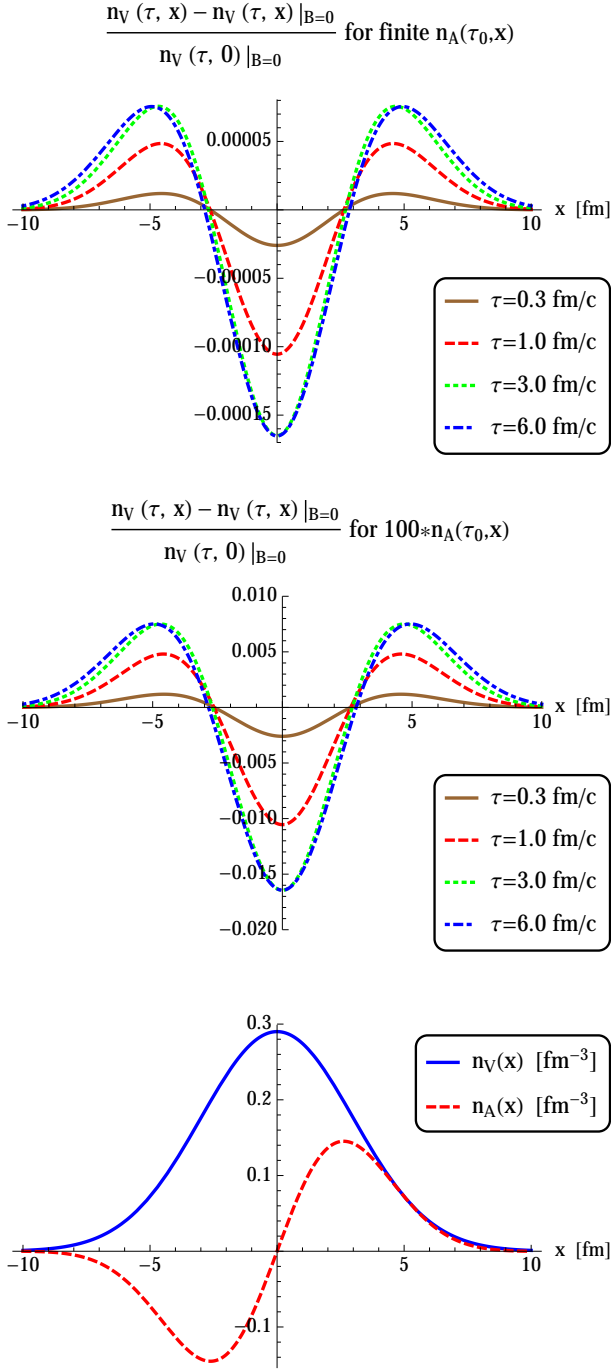 n_V (τ, x) − n_V (τ, x) |_{B=0}
n_V (τ, 0) |_{B=0}
for finite n_A(τ_0,x)
0.00005
−10 −5 5 10
x [fm]
−0.00005
−0.00010
−0.00015
τ=0.3 fm/c
τ=1.0 fm/c
τ=3.0 fm/c
τ=6.0 fm/c
n_V (τ, x) − n_V (τ, x) |_{B=0}
n_V (τ, 0) |_{B=0}
for 100*n_A(τ_0,x)
0.010
0.005
−10 −5 5 10
x [fm]
−0.005
−0.010
−0.015
−0.020
τ=0.3 fm/c
τ=1.0 fm/c
τ=3.0 fm/c
τ=6.0 fm/c
0.3
0.2
0.1
−10 −5 5 10
x [fm]
−0.1
n_V(x) [fm⁻³]
n_A(x) [fm⁻³]